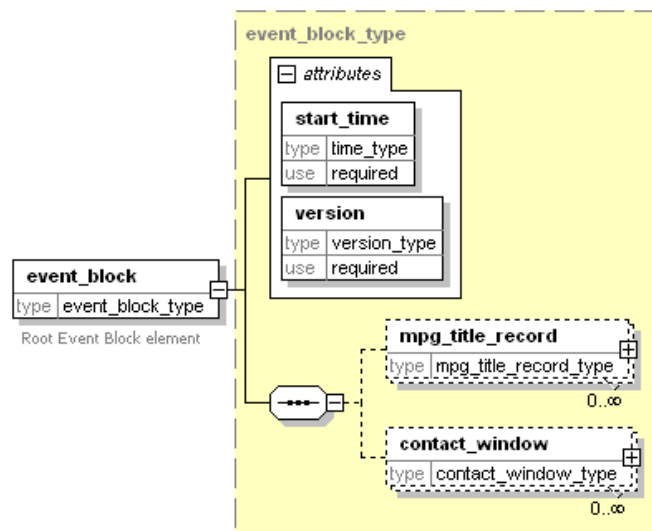 event_block_type
attributes
start_time
type time_type
use required
version
type version_type
use required
event_block
type event_block_type
Root Event Block element
mpg_title_record
type mpg_title_record_type
0..∞
contact_window
type contact_window_type
0..∞